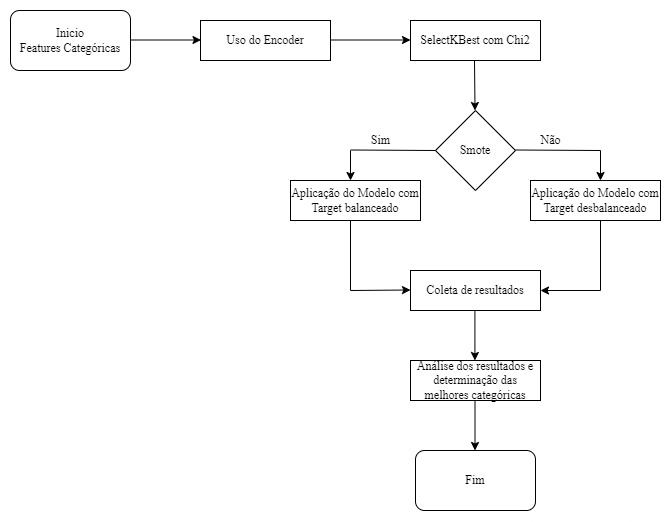 Inicio
Features Categóricas
Uso do Encoder
SelectKBest com Chi2
Smote
Sim
Não
Aplicação do Modelo com
Target balanceado
Aplicação do Modelo com
Target desbalanceado
Coleta de resultados
Análise dos resultados e
determinação das
melhores categóricas
Fim